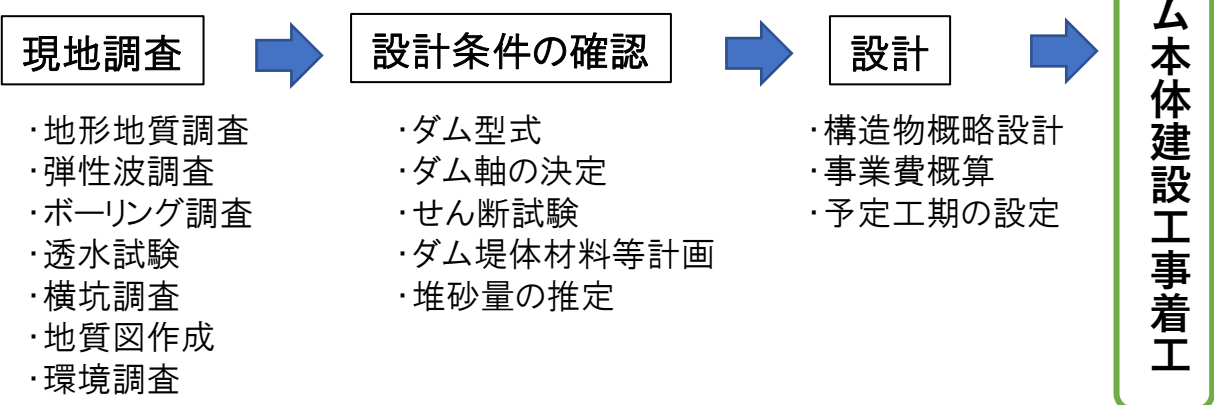 現地調査
・地形地質調査
・弾性波調査
・ボーリング調査
・透水試験
・横坑調査
・地質図作成
・環境調査
設計条件の確認
・ダム型式
・ダム軸の決定
・せん断試験
・ダム堤体材料等計画
・堆砂量の推定
設計
・構造物概略設計
・事業費概算
・予定工期の設定
ム本体建設工事着工